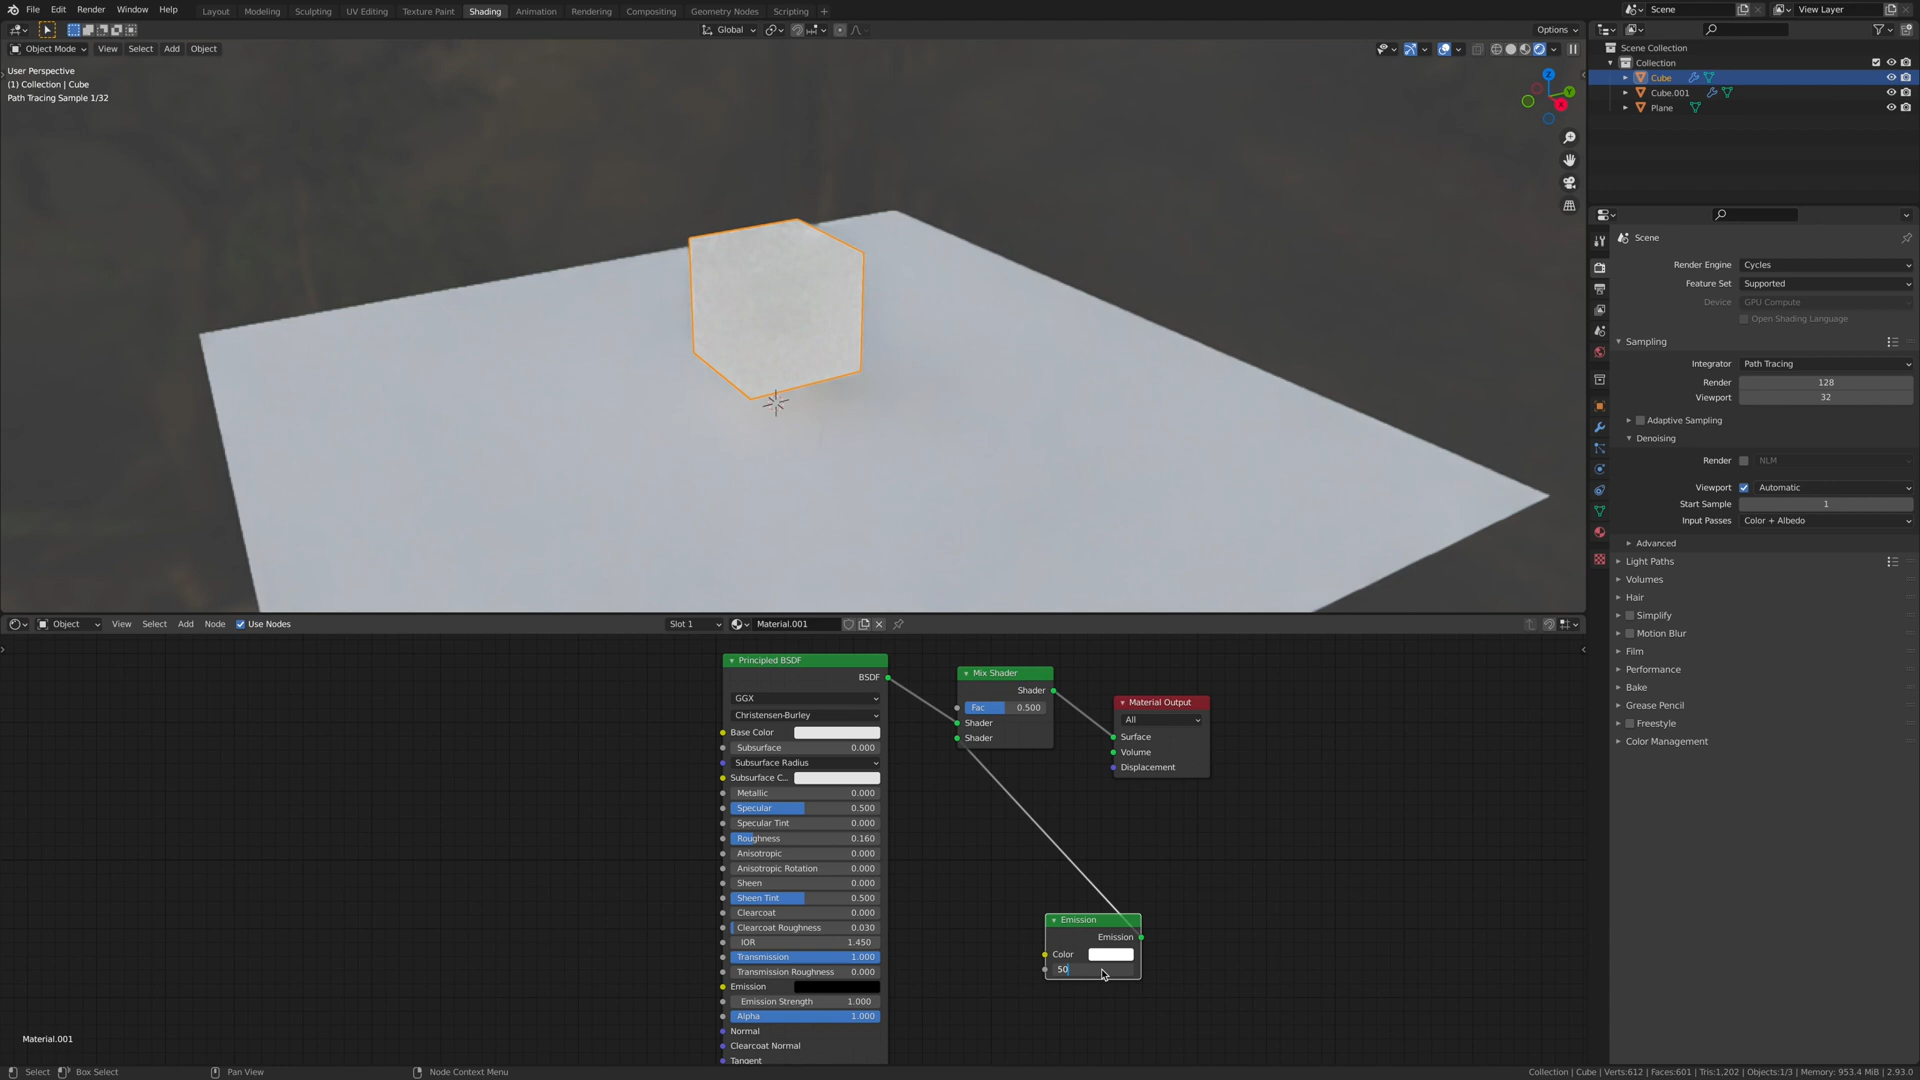 File Edit Render Window Help Layout Modeling Sculpting UV Editing Texture Paint Shading Animation Rendering Compositing Geometry Nodes Scripting + Scene View Layer
Global Options
Object Mode View Select Add Object
User Perspective
(1) Collection | Cube
Path Tracing Sample 1/32
Z
Y
X
Scene Collection
Collection
Cube
Cube.001
Plane
Scene
Render Engine Cycles
Feature Set Supported
Device GPU Compute
Open Shading Language
Sampling
Integrator Path Tracing
Render 128
Viewport 32
Adaptive Sampling
Denoising
Render NLM
Viewport Automatic
Start Sample 1
Input Passes Color + Albedo
Advanced
Light Paths
Volumes
Hair
Simplify
Motion Blur
Film
Performance
Bake
Grease Pencil
Freestyle
Color Management
Object View Select Add Node Use Nodes Slot 1 Material.001
Principled BSDF
BSDF
GGX
Christensen-Burley
Base Color
Subsurface 0.000
Subsurface Radius
Subsurface C...
Metallic 0.000
Specular 0.500
Specular Tint 0.000
Roughness 0.160
Anisotropic 0.000
Anisotropic Rotation 0.000
Sheen 0.000
Sheen Tint 0.500
Clearcoat 0.000
Clearcoat Roughness 0.030
IOR 1.450
Transmission 1.000
Transmission Roughness 0.000
Emission
Emission Strength 1.000
Alpha 1.000
Normal
Clearcoat Normal
Tangent
Mix Shader
Shader
Fac 0.500
Shader
Shader
Material Output
All
Surface
Volume
Displacement
Emission
Emission
Color
50
Material.001
Select Box Select Pan View Node Context Menu Collection | Cube | Verts:612 | Faces:601 | Tris:1,202 | Objects:1/3 | Memory: 953.4 MiB | 2.93.0